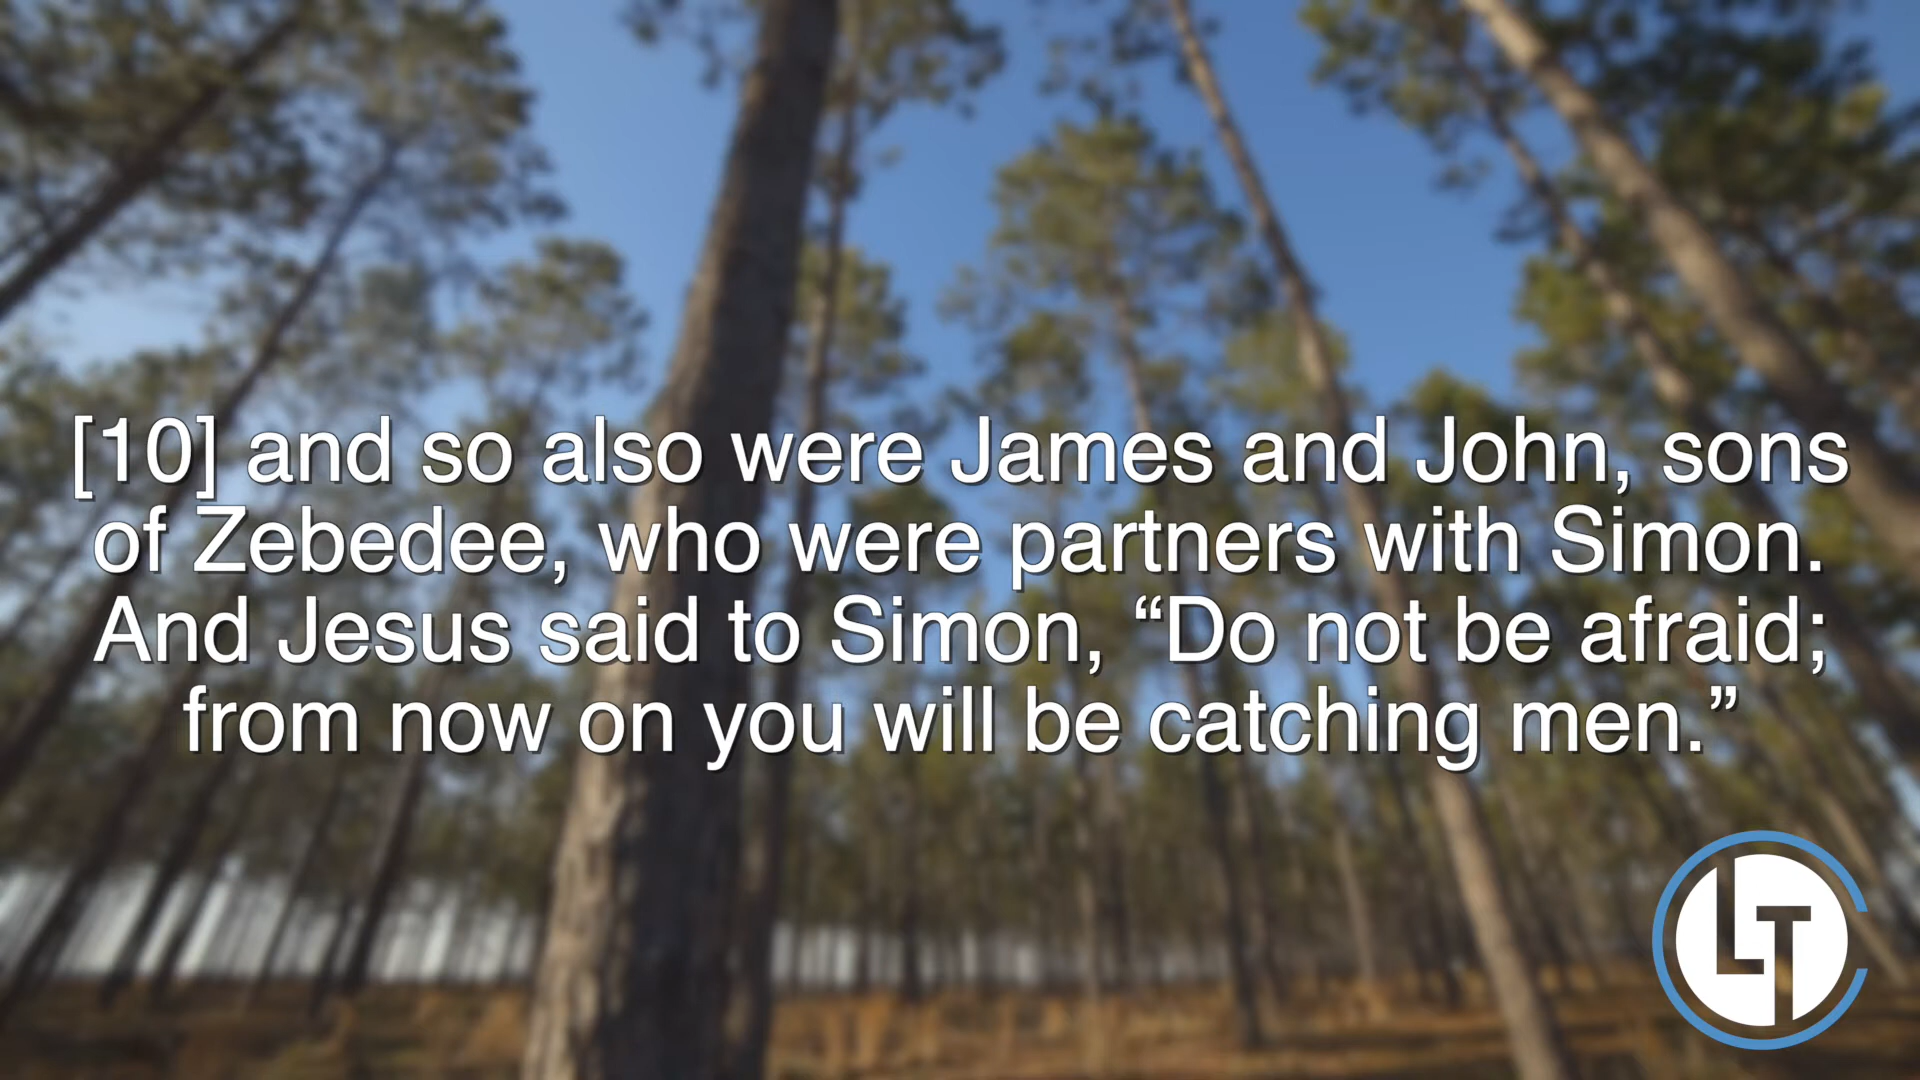 [10] and so also were James and John, sons
of Zebedee, who were partners with Simon.
And Jesus said to Simon, “Do not be afraid;
from now on you will be catching men.”
LT